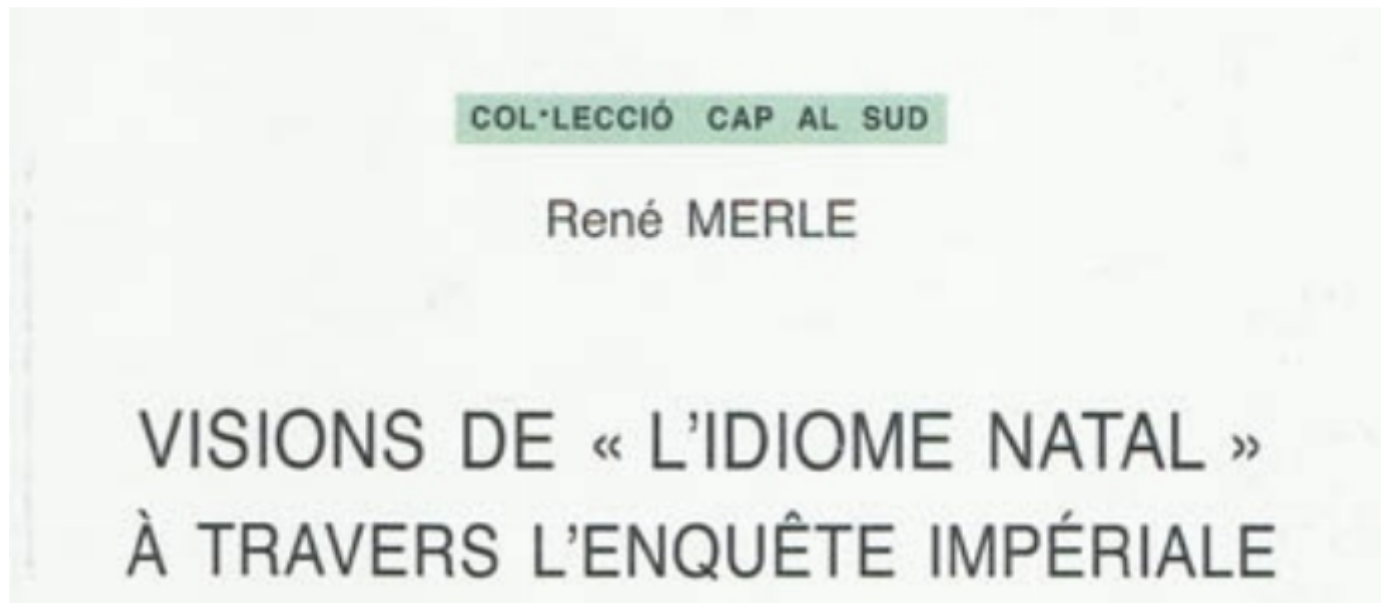 COL·LECCIÓ CAP AL SUD
René MERLE
VISIONS DE « L’IDIOME NATAL »
À TRAVERS L’ENQUÊTE IMPÉRIALE